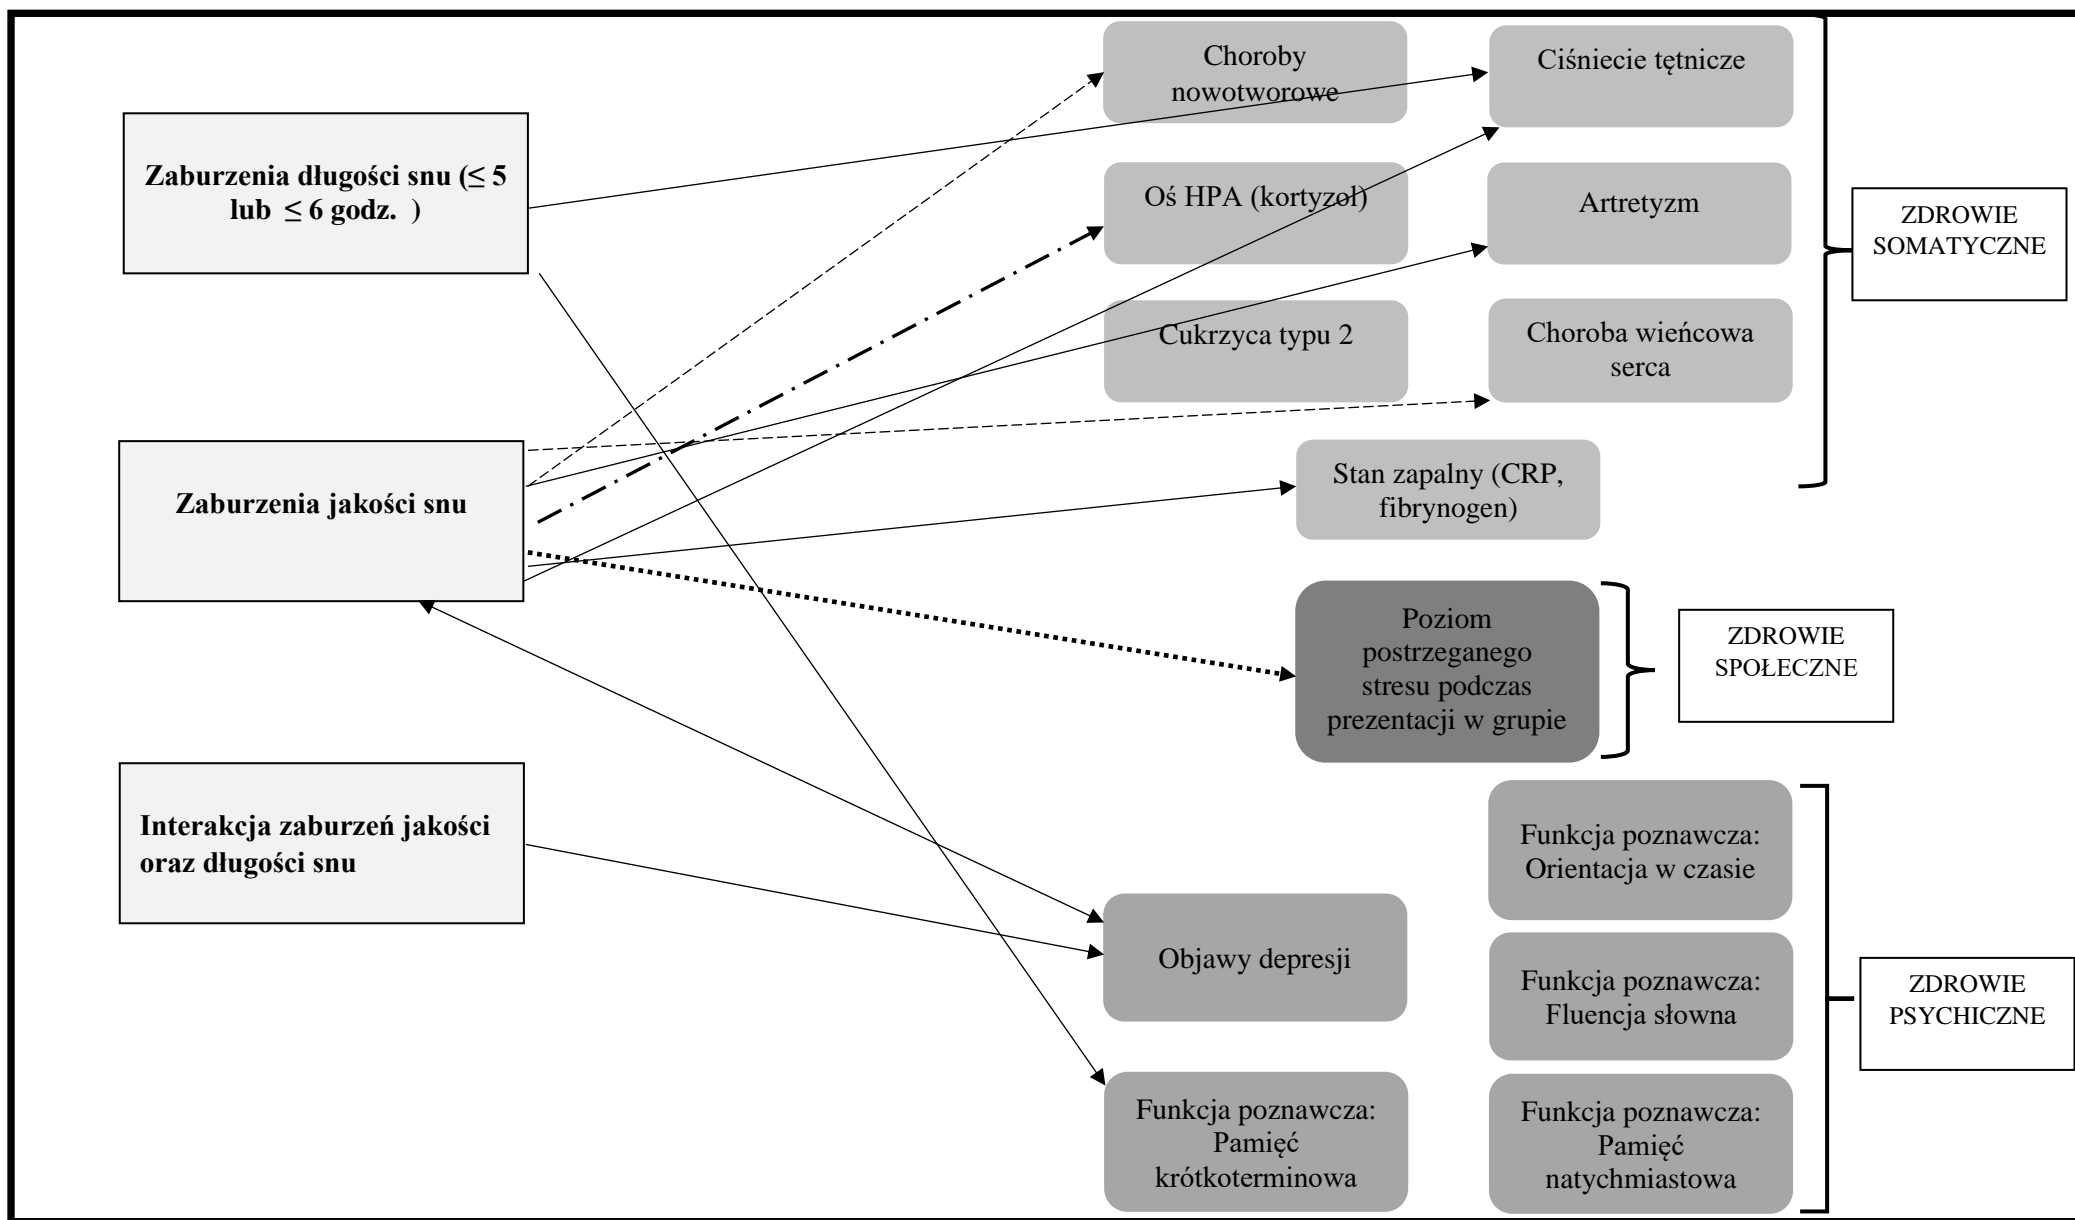 Zaburzenia długości snu (≤ 5
lub ≤ 6 godz. )
Zaburzenia jakości snu
Interakcja zaburzeń jakości
oraz długości snu
Choroby
nowotworowe
Ciśniecie tętnicze
Oś HPA (kortyzol)
Artretyzm
Cukrzyca typu 2
Choroba wieńcowa
serca
Stan zapalny (CRP,
fibrynogen)
ZDROWIE
SOMATYCZNE
Poziom
postrzeganego
stresu podczas
prezentacji w grupie
ZDROWIE
SPOŁECZNE
Funkcja poznawcza:
Orientacja w czasie
Objawy depresji
Funkcja poznawcza:
Fluencja słowna
Funkcja poznawcza:
Pamięć
krótkoterminowa
Funkcja poznawcza:
Pamięć
natychmiastowa
ZDROWIE
PSYCHICZNE